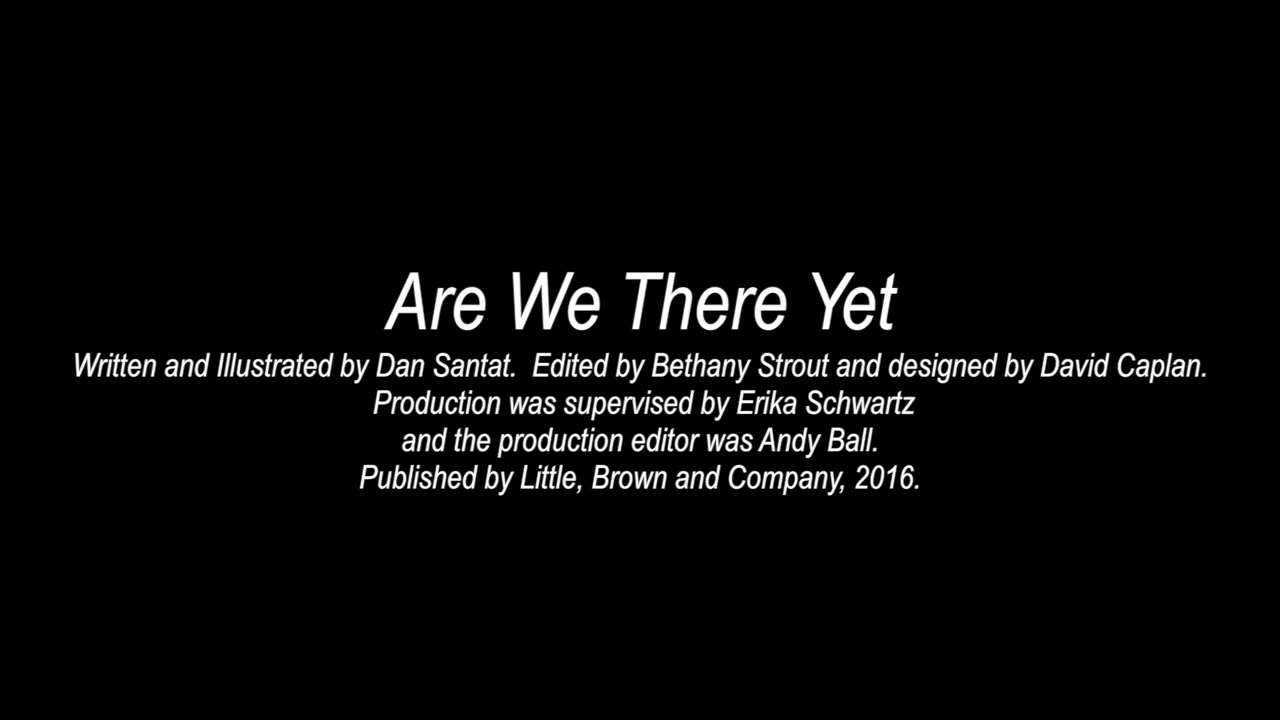 Are We There Yet
Written and Illustrated by Dan Santat.  Edited by Bethany Strout and designed by David Caplan.
Production was supervised by Erika Schwartz
and the production editor was Andy Ball.
Published by Little, Brown and Company, 2016.